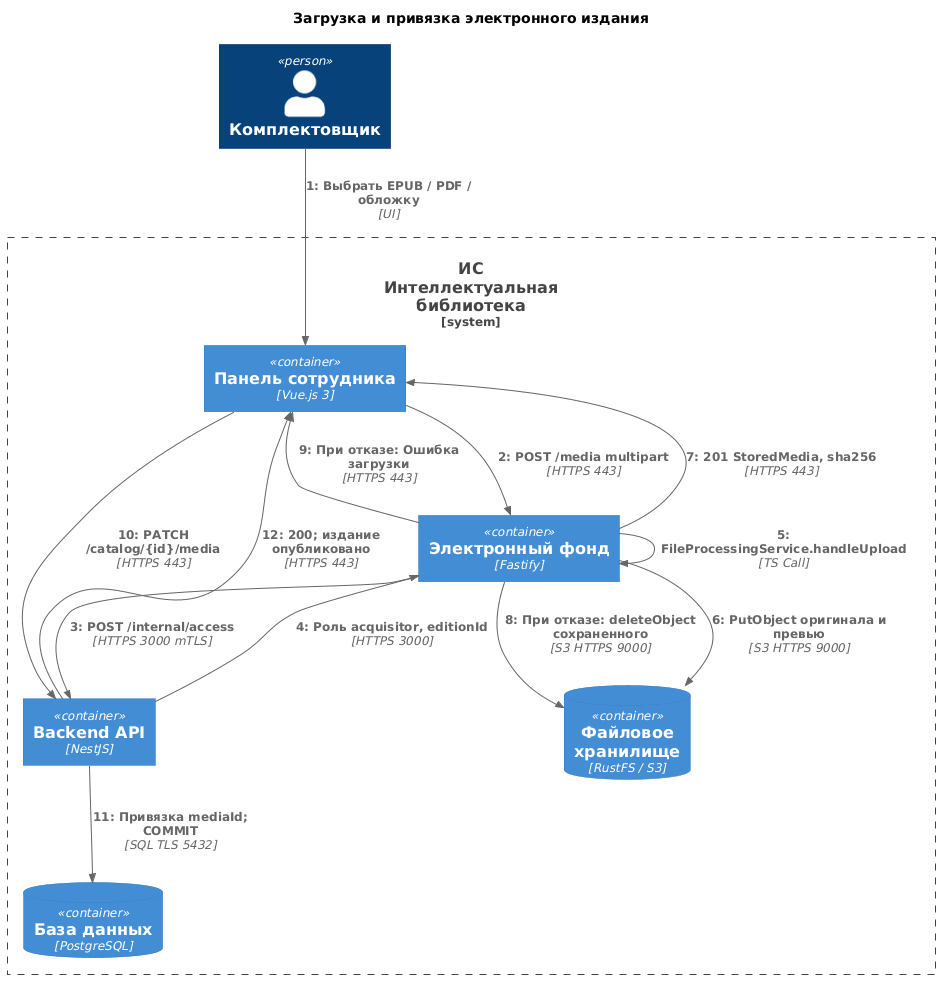 Загрузка и привязка электронного издания
«person»
Комплектовщик
1: Выбрать EPUB / PDF /
обложку
[UI]
ИС
Интеллектуальная
библиотека
[system]
«container»
Панель сотрудника
[Vue.js 3]
9: При отказе: Ошибка
загрузки
[HTTPS 443]
2: POST /media multipart
[HTTPS 443]
7: 201 StoredMedia, sha256
[HTTPS 443]
10: PATCH
/catalog/{id}/media
[HTTPS 443]
12: 200; издание
опубликовано
[HTTPS 443]
«container»
Электронный фонд
[Fastify]
5:
FileProcessingService.handleUpload
[TS Call]
3: POST /internal/access
[HTTPS 3000 mTLS]
4: Роль acquisitor, editionId
[HTTPS 3000]
8: При отказе: deleteObject
сохраненного
[S3 HTTPS 9000]
6: PutObject оригинала и
превью
[S3 HTTPS 9000]
«container»
Backend API
[NestJS]
«container»
Файловое
хранилище
[RustFS / S3]
11: Привязка mediaId;
COMMIT
[SQL TLS 5432]
«container»
База данных
[PostgreSQL]